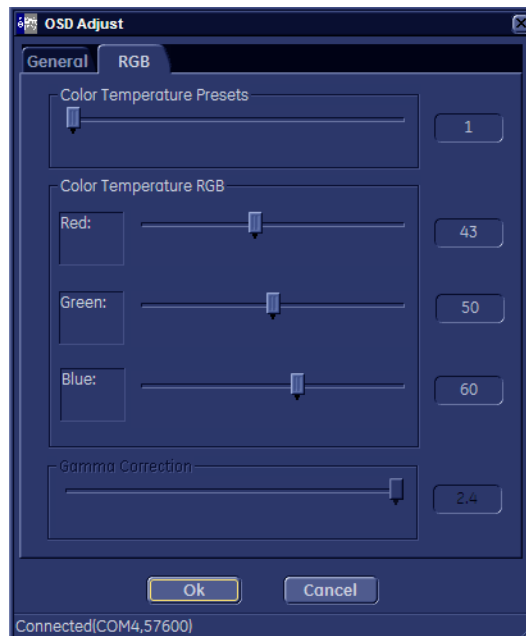 OSD Adjust
General RGB
Color Temperature Presets
1
Color Temperature RGB
Red:
43
Green:
50
Blue:
60
Gamma Correction
2.4
Ok Cancel
Connected(COM4,57600)